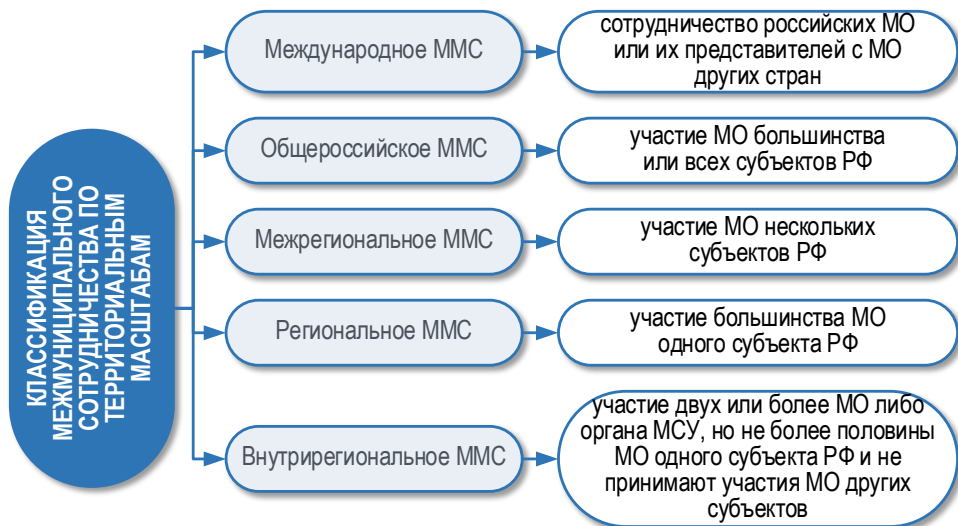 КЛАССИФИКАЦИЯ
МЕЖМУНИЦИПАЛЬНОГО
СОТРУДНИЧЕСТВА ПО
ТЕРРИТОРИАЛЬНЫМ
МАСШТАБАМ
Международное ММС
сотрудничество российских МО
или их представителей с МО
других стран
Общероссийское ММС
участие МО большинства
или всех субъектов РФ
Межрегиональное ММС
участие МО нескольких
субъектов РФ
Региональное ММС
участие большинства МО
одного субъекта РФ
Внутрирегиональное ММС
участие двух или более МО либо
органа МСУ, но не более половины
МО одного субъекта РФ и не
принимают участия МО других
субъектов